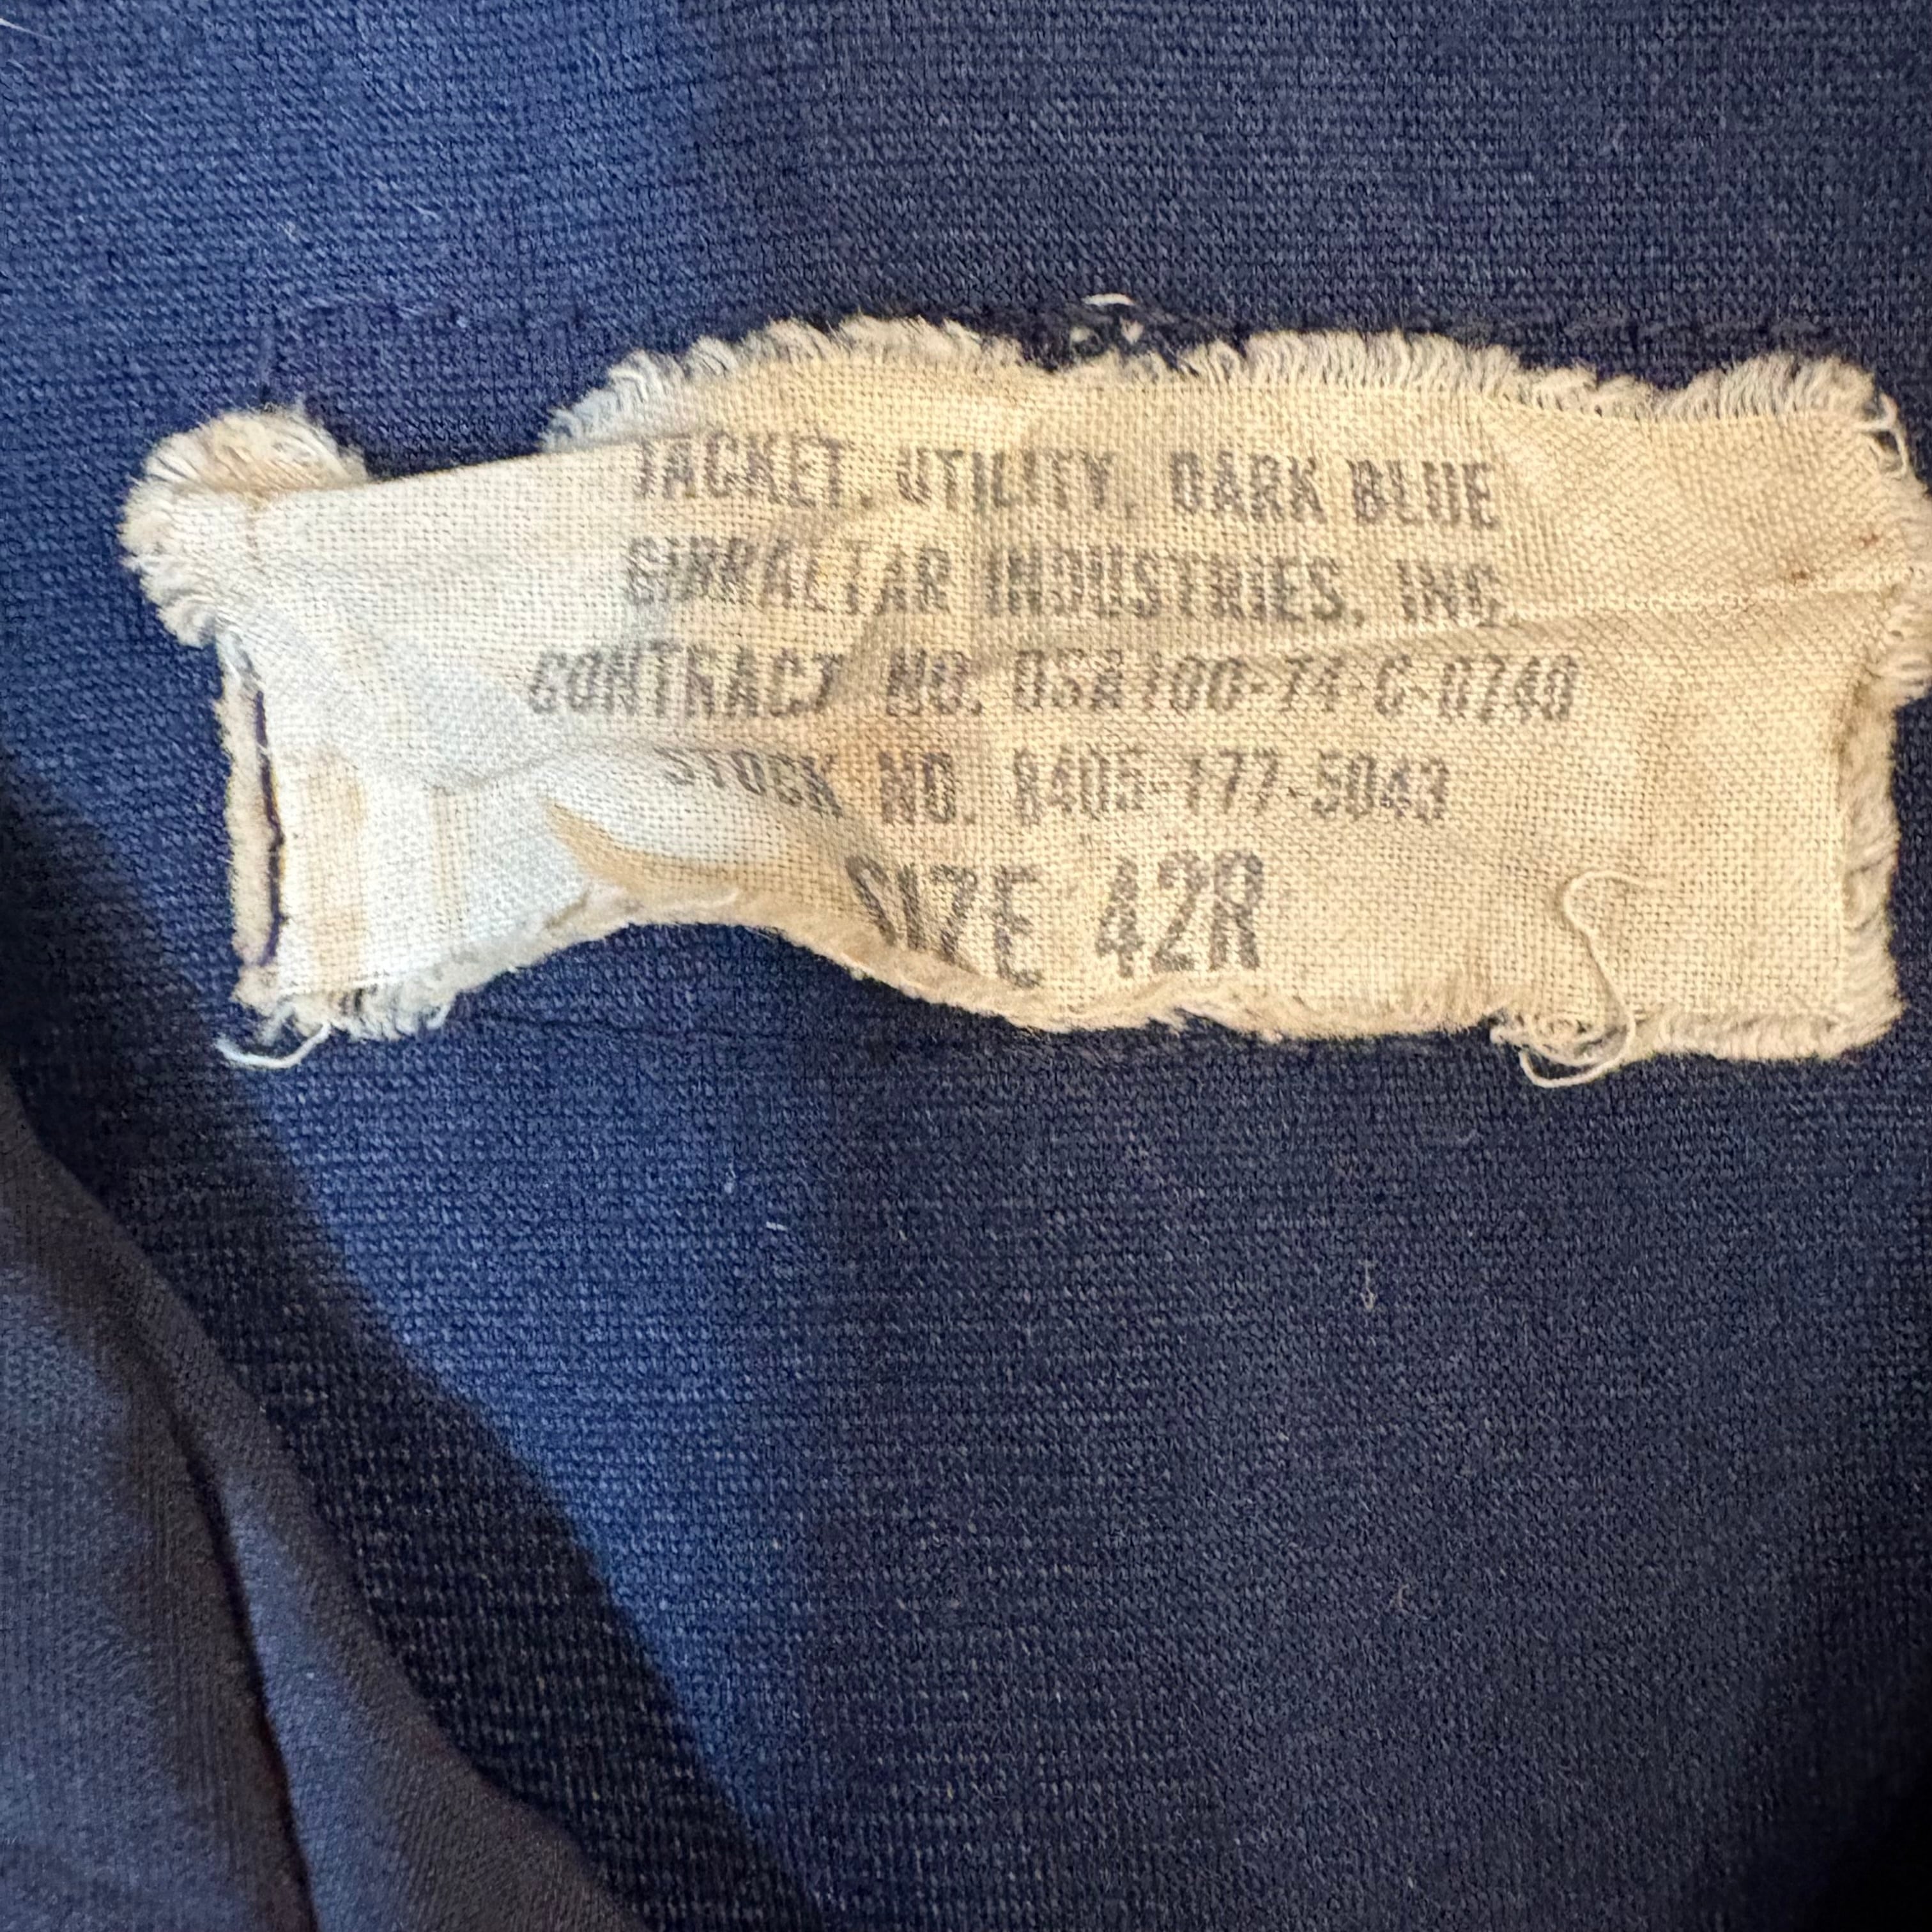 JACKET, UTILITY, DARK BLUE
GIBRALTAR INDUSTRIES, INC.
CONTRACT NO. DSA100-74-C-0740
STOCK NO. 8405-177-5043
SIZE 42R